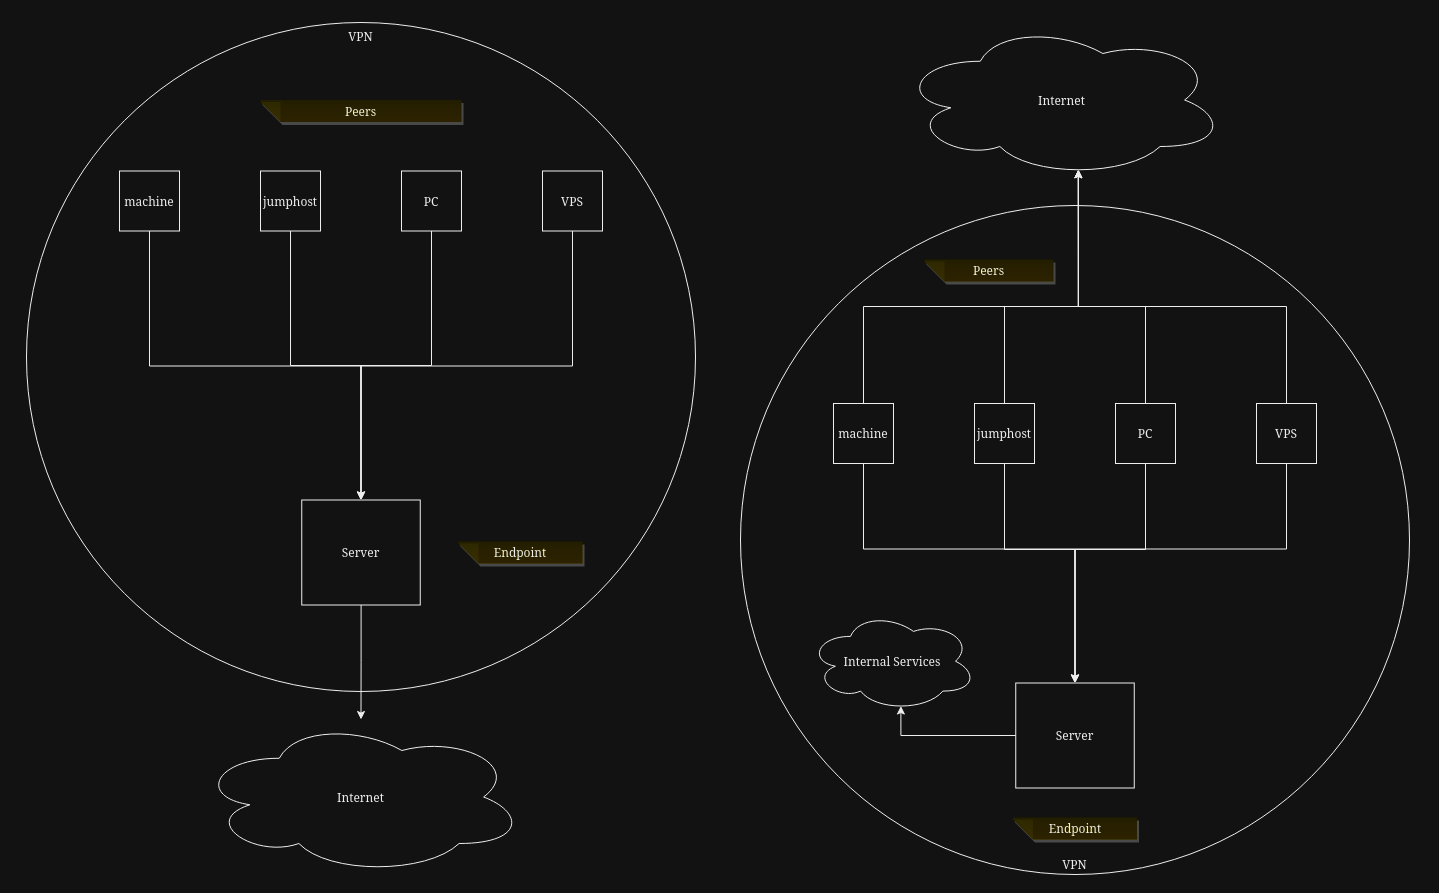 VPN
Peers
machine
jumphost
PC
VPS
Server
Endpoint
Internet
Internet
Peers
machine
jumphost
PC
VPS
Internal Services
Server
Endpoint
VPN